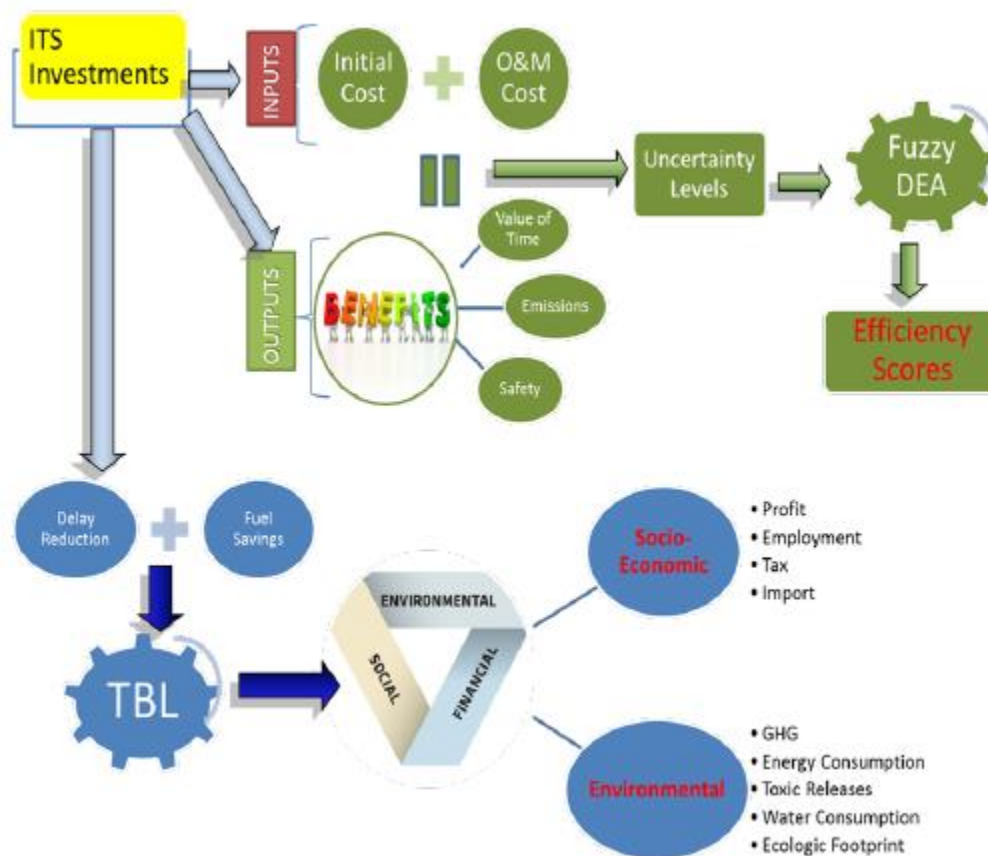 ITS
Investments
INPUTS
Initial
Cost
O&M
Cost
Uncertainty
Levels
Fuzzy
DEA
Efficiency
Scores
OUTPUTS
BENEFITS
Value of
Time
Emissions
Safety
Delay
Reduction
Fuel
Savings
TBL
ENVIRONMENTAL
SOCIAL
FINANCIAL
Socio-
Economic
• Profit
• Employment
• Tax
• Import
Environmental
• GHG
• Energy Consumption
• Toxic Releases
• Water Consumption
• Ecologic Footprint